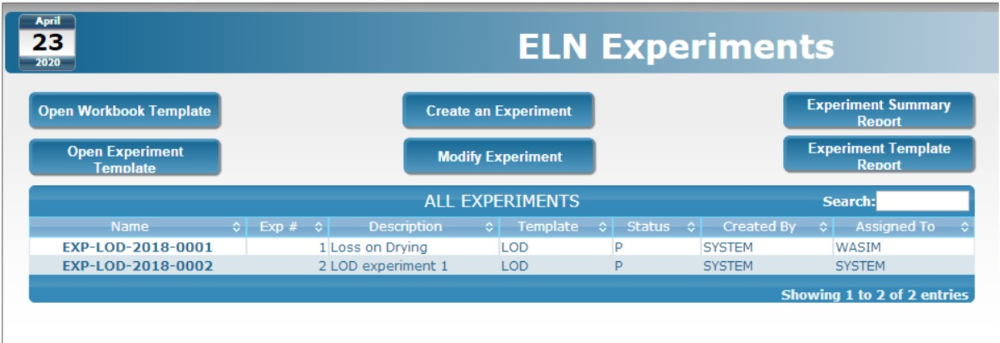 April
23
2020
ELN Experiments
Open Workbook Template
Create an Experiment
Experiment Summary
Report
Open Experiment
Template
Modify Experiment
Experiment Template
Report
ALL EXPERIMENTS
Search:
Name Exp # Description Template Status Created By Assigned To
EXP-LOD-2018-0001 1 Loss on Drying LOD P SYSTEM WASIM
EXP-LOD-2018-0002 2 LOD experiment 1 LOD P SYSTEM SYSTEM
Showing 1 to 2 of 2 entries